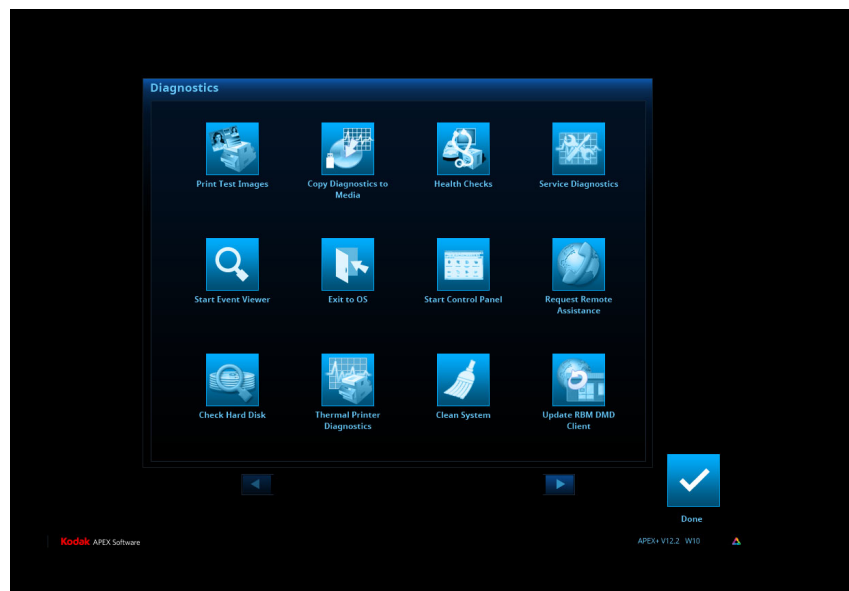 Diagnostics
Print Test Images
Copy Diagnostics to
Media
Health Checks
Service Diagnostics
Start Event Viewer
Exit to OS
Start Control Panel
Request Remote
Assistance
Check Hard Disk
Thermal Printer
Diagnostics
Clean System
Update RBM DMD
Client
Done
Kodak APEX Software
APEX+ V12.2 W10